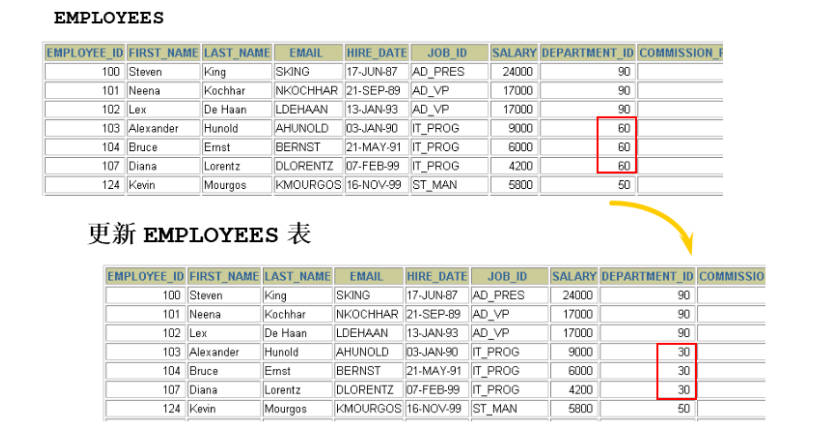 EMPLOYEES
EMPLOYEE_ID FIRST_NAME LAST_NAME EMAIL HIRE_DATE JOB_ID SALARY DEPARTMENT_ID COMMISSION_P
100 Steven King SKING 17-JUN-87 AD_PRES 24000 90
101 Neena Kochhar NKOCHHAR 21-SEP-89 AD_VP 17000 90
102 Lex De Haan LDEHAAN 13-JAN-93 AD_VP 17000 90
103 Alexander Hunold AHUNOLD 03-JAN-90 IT_PROG 9000 60
104 Bruce Ernst BERNST 21-MAY-91 IT_PROG 6000 60
107 Diana Lorentz DLORENTZ 07-FEB-99 IT_PROG 4200 60
124 Kevin Mourgos KMOURGOS 16-NOV-99 ST_MAN 5800 50
更新 EMPLOYEES 表
EMPLOYEE_ID FIRST_NAME LAST_NAME EMAIL HIRE_DATE JOB_ID SALARY DEPARTMENT_ID COMMISSIO
100 Steven King SKING 17-JUN-87 AD_PRES 24000 90
101 Neena Kochhar NKOCHHAR 21-SEP-89 AD_VP 17000 90
102 Lex De Haan LDEHAAN 13-JAN-93 AD_VP 17000 90
103 Alexander Hunold AHUNOLD 03-JAN-90 IT_PROG 9000 30
104 Bruce Ernst BERNST 21-MAY-91 IT_PROG 6000 30
107 Diana Lorentz DLORENTZ 07-FEB-99 IT_PROG 4200 30
124 Kevin Mourgos KMOURGOS 16-NOV-99 ST_MAN 5800 50